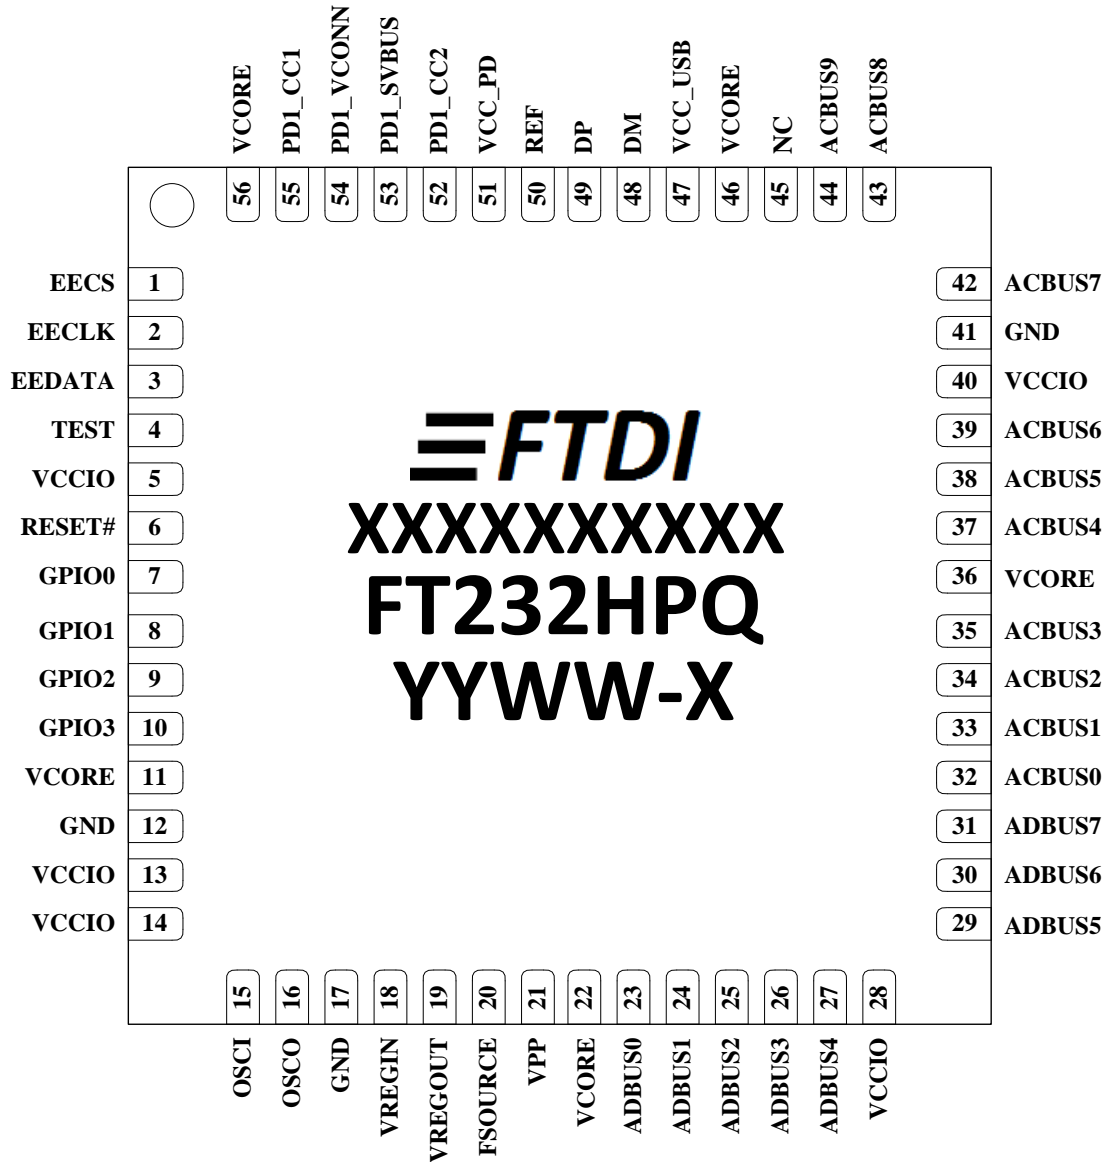 VCORE
PD1_CC1
PD1_VCONN
PD1_SVBUS
PD1_CC2
VCC_PD
REF
DP
DM
VCC_USB
VCORE
NC
ACBUS9
ACBUS8
56
55
54
53
52
51
50
49
48
47
46
45
44
43
EECS 1
EECLK 2
EEDATA 3
TEST 4
VCCIO 5
RESET# 6
GPIO0 7
GPIO1 8
GPIO2 9
GPIO3 10
VCORE 11
GND 12
VCCIO 13
VCCIO 14
FTDI
XXXXXXXXXX
FT232HPQ
YYWW-X
42 ACBUS7
41 GND
40 VCCIO
39 ACBUS6
38 ACBUS5
37 ACBUS4
36 VCORE
35 ACBUS3
34 ACBUS2
33 ACBUS1
32 ACBUS0
31 ADBUS7
30 ADBUS6
29 ADBUS5
15
16
17
18
19
20
21
22
23
24
25
26
27
28
OSCI
OSCO
GND
VREGIN
VREGOUT
FSOURCE
VPP
VCORE
ADBUS0
ADBUS1
ADBUS2
ADBUS3
ADBUS4
VCCIO